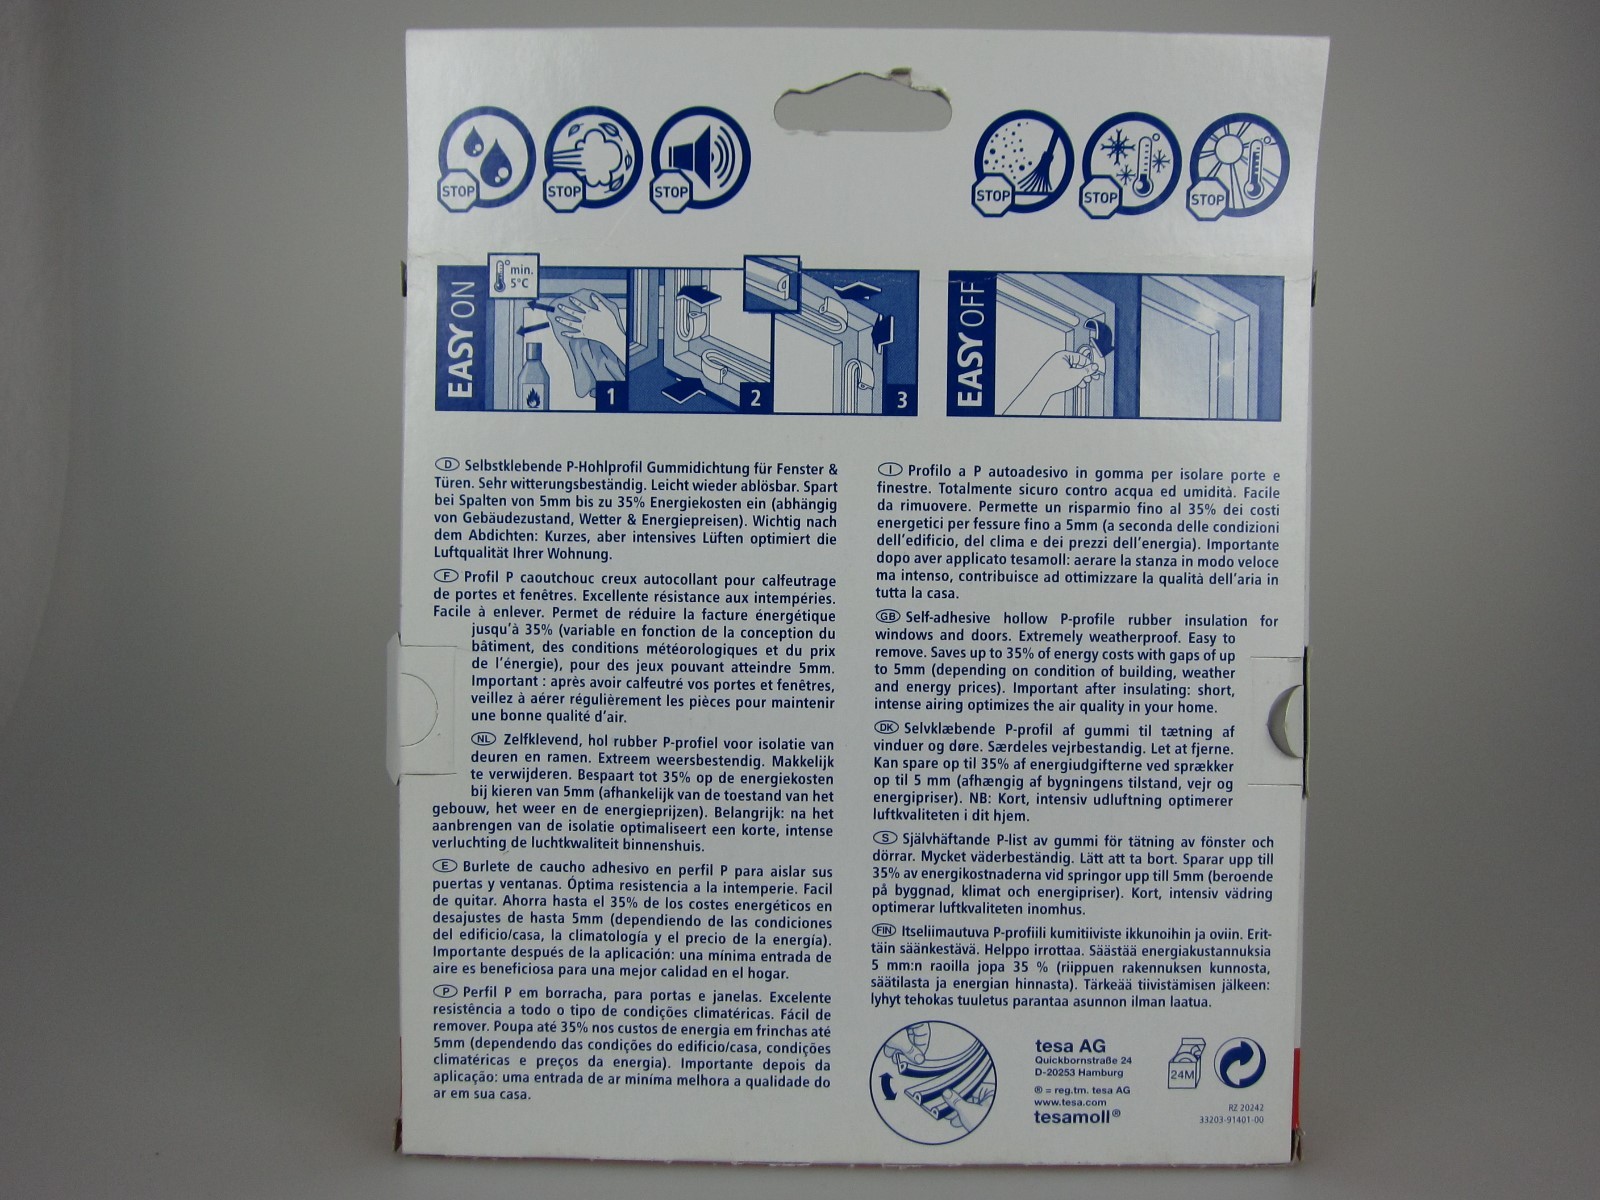 STOP
STOP
STOP
STOP
STOP
STOP
EASY ON
min.
5°C
1
2
3
EASY OFF
D Selbstklebende P-Hohlprofil Gummidichtung für Fenster &
Türen. Sehr witterungsbeständig. Leicht wieder ablösbar. Spart
bei Spalten von 5mm bis zu 35% Energiekosten ein (abhängig
von Gebäudezustand, Wetter & Energiepreisen). Wichtig nach
dem Abdichten: Kurzes, aber intensives Lüften optimiert die
Luftqualität Ihrer Wohnung.
F Profil P caoutchouc creux autocollant pour calfeutrage
de portes et fenêtres. Excellente résistance aux intempéries.
Facile à enlever. Permet de réduire la facture énergétique
jusqu'à 35% (variable en fonction de la conception du
bâtiment, des conditions météorologiques et du prix
de l'énergie), pour des jeux pouvant atteindre 5mm.
Important : après avoir calfeutré vos portes et fenêtres,
veillez à aérer régulièrement les pièces pour maintenir
une bonne qualité d'air.
NL Zelfklevend, hol rubber P-profiel voor isolatie van
deuren en ramen. Extreem weersbestendig. Makkelijk
te verwijderen. Bespaart tot 35% op de energiekosten
bij kieren van 5mm (afhankelijk van de toestand van het
gebouw, het weer en de energieprijzen). Belangrijk: na het
aanbrengen van de isolatie optimaliseert een korte, intense
verluchting de luchtkwaliteit binnenshuis.
E Burlete de caucho adhesivo en perfil P para aislar sus
puertas y ventanas. Óptima resistencia a la intemperie. Facil
de quitar. Ahorra hasta el 35% de los costes energéticos en
desajustes de hasta 5mm (dependiendo de las condiciones
del edificio/casa, la climatología y el precio de la energía).
Importante después de la aplicación: una mínima entrada de
aire es beneficiosa para una mejor calidad en el hogar.
P Perfil P em borracha, para portas e janelas. Excelente
resistência a todo o tipo de condições climatéricas. Fácil de
remover. Poupa até 35% nos custos de energia em frinchas até
5mm (dependendo das condições do edificio/casa, condições
climatéricas e preços da energia). Importante depois da
aplicação: uma entrada de ar miníma melhora a qualidade do
ar em sua casa.
I Profilo a P autoadesivo in gomma per isolare porte e
finestre. Totalmente sicuro contro acqua ed umidità. Facile
da rimuovere. Permette un risparmio fino al 35% dei costi
energetici per fessure fino a 5mm (a seconda delle condizioni
dell'edificio, del clima e dei prezzi dell'energia). Importante
dopo aver applicato tesamoll: aerare la stanza in modo veloce
ma intenso, contribuisce ad ottimizzare la qualità dell'aria in
tutta la casa.
GB Self-adhesive hollow P-profile rubber insulation for
windows and doors. Extremely weatherproof. Easy to
remove. Saves up to 35% of energy costs with gaps of up
to 5mm (depending on condition of building, weather
and energy prices). Important after insulating: short,
intense airing optimizes the air quality in your home.
DK Selvklæbende P-profil af gummi til tætning af
vinduer og døre. Særdeles vejrbestandig. Let at fjerne.
Kan spare op til 35% af energiudgifterne ved sprækker
op til 5 mm (afhængig af bygningens tilstand, vejr og
energipriser). NB: Kort, intensiv udluftning optimerer
luftkvaliteten i dit hjem.
S Självhäftande P-list av gummi för tätning av fönster och
dörrar. Mycket väderbeständig. Lätt att ta bort. Sparar upp till
35% av energikostnaderna vid springor upp till 5mm (beroende
på byggnad, klimat och energipriser). Kort, intensiv vädring
optimerar luftkvaliteten inomhus.
FIN Itseliimautuva P-profiili kumitiiviste ikkunoihin ja oviin. Erit-
täin säänkestävä. Helppo irrottaa. Säästää energiakustannuksia
5 mm:n raoilla jopa 35 % (riippuen rakennuksen kunnosta,
säätilasta ja energian hinnasta). Tärkeää tiivistämisen jälkeen:
lyhyt tehokas tuuletus parantaa asunnon ilman laatua.
tesa AG
Quickbornstraße 24
D-20253 Hamburg
® = reg.tm. tesa AG
www.tesa.com
tesamoll®
24M
RZ 20242
33203-91401-00